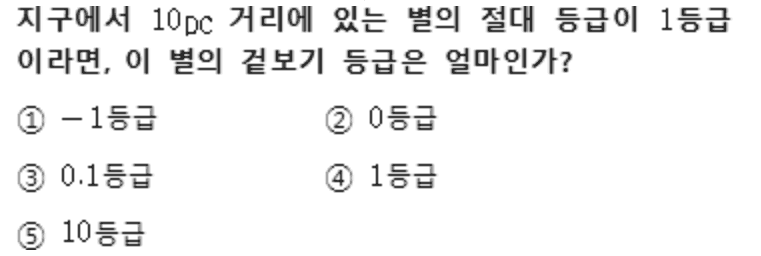 지구에서 10pc 거리에 있는 별의 절대 등급이 1등급
이라면, 이 별의 겉보기 등급은 얼마인가?
① －1등급 ② 0등급
③ 0.1등급 ④ 1등급
⑤ 10등급